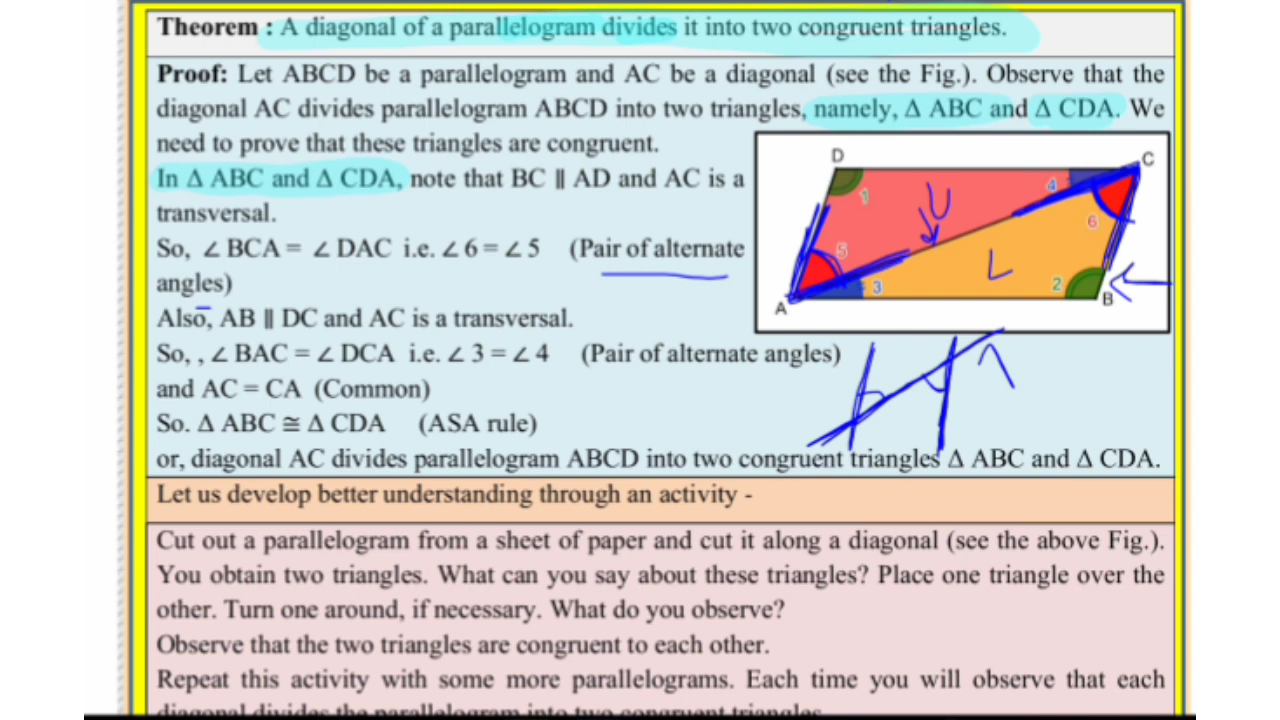 Theorem : A diagonal of a parallelogram divides it into two congruent triangles.
Proof: Let ABCD be a parallelogram and AC be a diagonal (see the Fig.). Observe that the
diagonal AC divides parallelogram ABCD into two triangles, namely, Δ ABC and Δ CDA. We
need to prove that these triangles are congruent.
In Δ ABC and Δ CDA, note that BC ∥ AD and AC is a
transversal.
So, ∠ BCA = ∠ DAC i.e. ∠ 6 = ∠ 5 (Pair of alternate
angles)
Also, AB ∥ DC and AC is a transversal.
So, , ∠ BAC = ∠ DCA i.e. ∠ 3 = ∠ 4 (Pair of alternate angles)
and AC = CA (Common)
So. Δ ABC ≅ Δ CDA (ASA rule)
or, diagonal AC divides parallelogram ABCD into two congruent triangles Δ ABC and Δ CDA.
D
C
1
4
U
6
5
L
3
2
A
B
Let us develop better understanding through an activity -
Cut out a parallelogram from a sheet of paper and cut it along a diagonal (see the above Fig.).
You obtain two triangles. What can you say about these triangles? Place one triangle over the
other. Turn one around, if necessary. What do you observe?
Observe that the two triangles are congruent to each other.
Repeat this activity with some more parallelograms. Each time you will observe that each
diagonal divides the parallelogram into two congruent triangles.